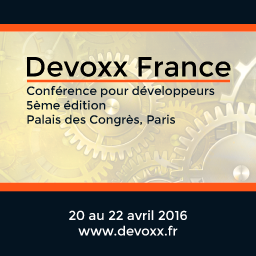 Devoxx France
Conférence pour développeurs
5ème édition
Palais des Congrès, Paris
20 au 22 avril 2016
www.devoxx.fr